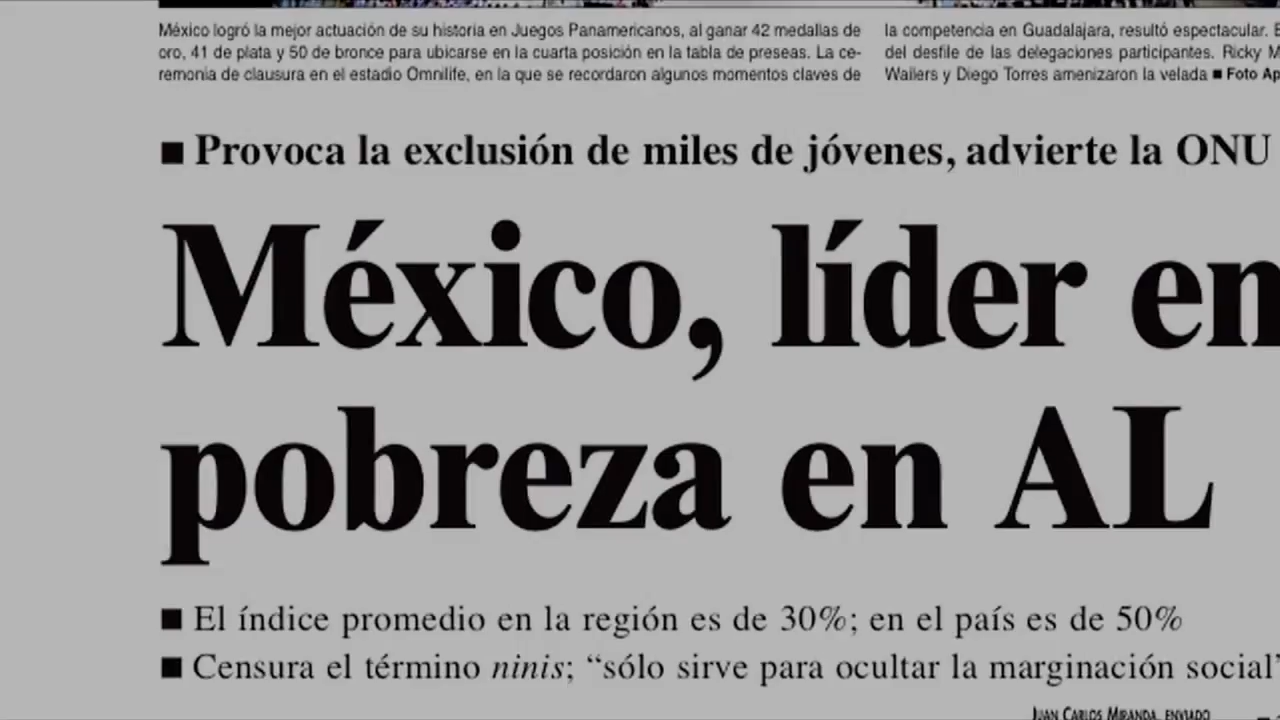 México logró la mejor actuación de su historia en Juegos Panamericanos, al ganar 42 medallas de
oro, 41 de plata y 50 de bronce para ubicarse en la cuarta posición en la tabla de preseas. La ce-
remonia de clausura en el estadio Omnilife, en la que se recordaron algunos momentos claves de
la competencia en Guadalajara, resultó espectacular.
del desfile de las delegaciones participantes. Ricky
Wailers y Diego Torres amenizaron la velada ■ Foto Ap
■ Provoca la exclusión de miles de jóvenes, advierte la ONU
México, líder en
pobreza en AL
■ El índice promedio en la región es de 30%; en el país es de 50%
■ Censura el término ninis; “sólo sirve para ocultar la marginación social”
JUAN CARLOS MIRANDA, ENVIADO